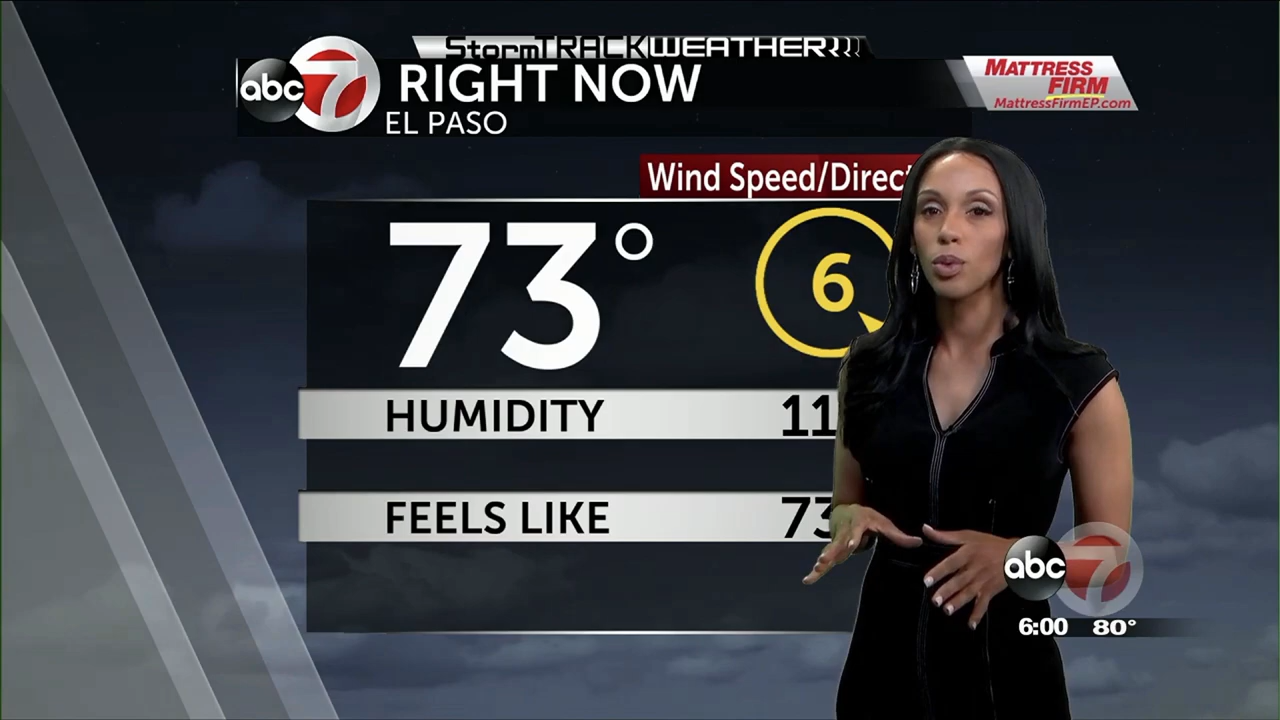 StormTRACKWEATHER
abc 7
RIGHT NOW
EL PASO
MATTRESS
FIRM
MattressFirmEP.com
Wind Speed/Direct
73°
6
HUMIDITY 11
FEELS LIKE 73
abc 7
6:00 80°